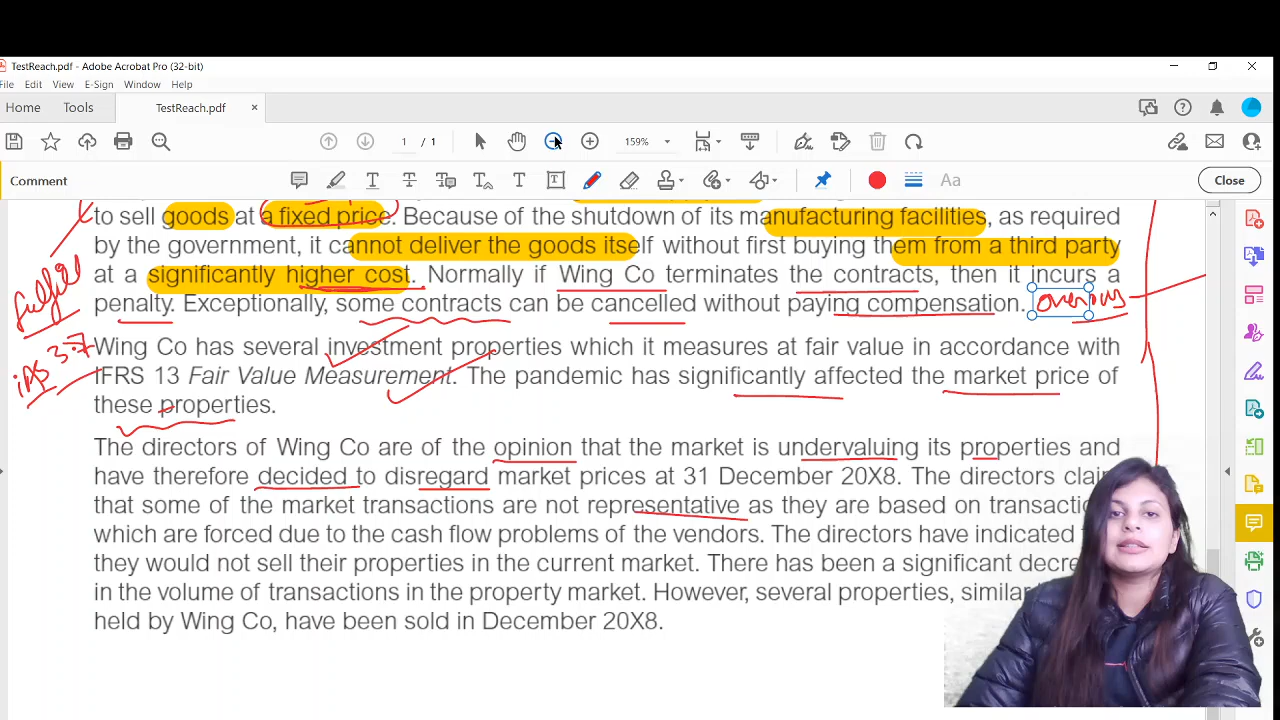 TestReach.pdf - Adobe Acrobat Pro (32-bit)
File Edit View E-Sign Window Help
Home Tools TestReach.pdf ×
1 / 1 159%
Comment Close
to sell goods at a fixed price. Because of the shutdown of its manufacturing facilities, as required
by the government, it cannot deliver the goods itself without first buying them from a third party
at a significantly higher cost. Normally if Wing Co terminates the contracts, then it incurs a
penalty. Exceptionally, some contracts can be cancelled without paying compensation. onerous
fulfil
IAS 37
Wing Co has several investment properties which it measures at fair value in accordance with
IFRS 13 Fair Value Measurement. The pandemic has significantly affected the market price of
these properties.
The directors of Wing Co are of the opinion that the market is undervaluing its properties and
have therefore decided to disregard market prices at 31 December 20X8. The directors claim
that some of the market transactions are not representative as they are based on transactio
which are forced due to the cash flow problems of the vendors. The directors have indicated
they would not sell their properties in the current market. There has been a significant decre
in the volume of transactions in the property market. However, several properties, similar
held by Wing Co, have been sold in December 20X8.